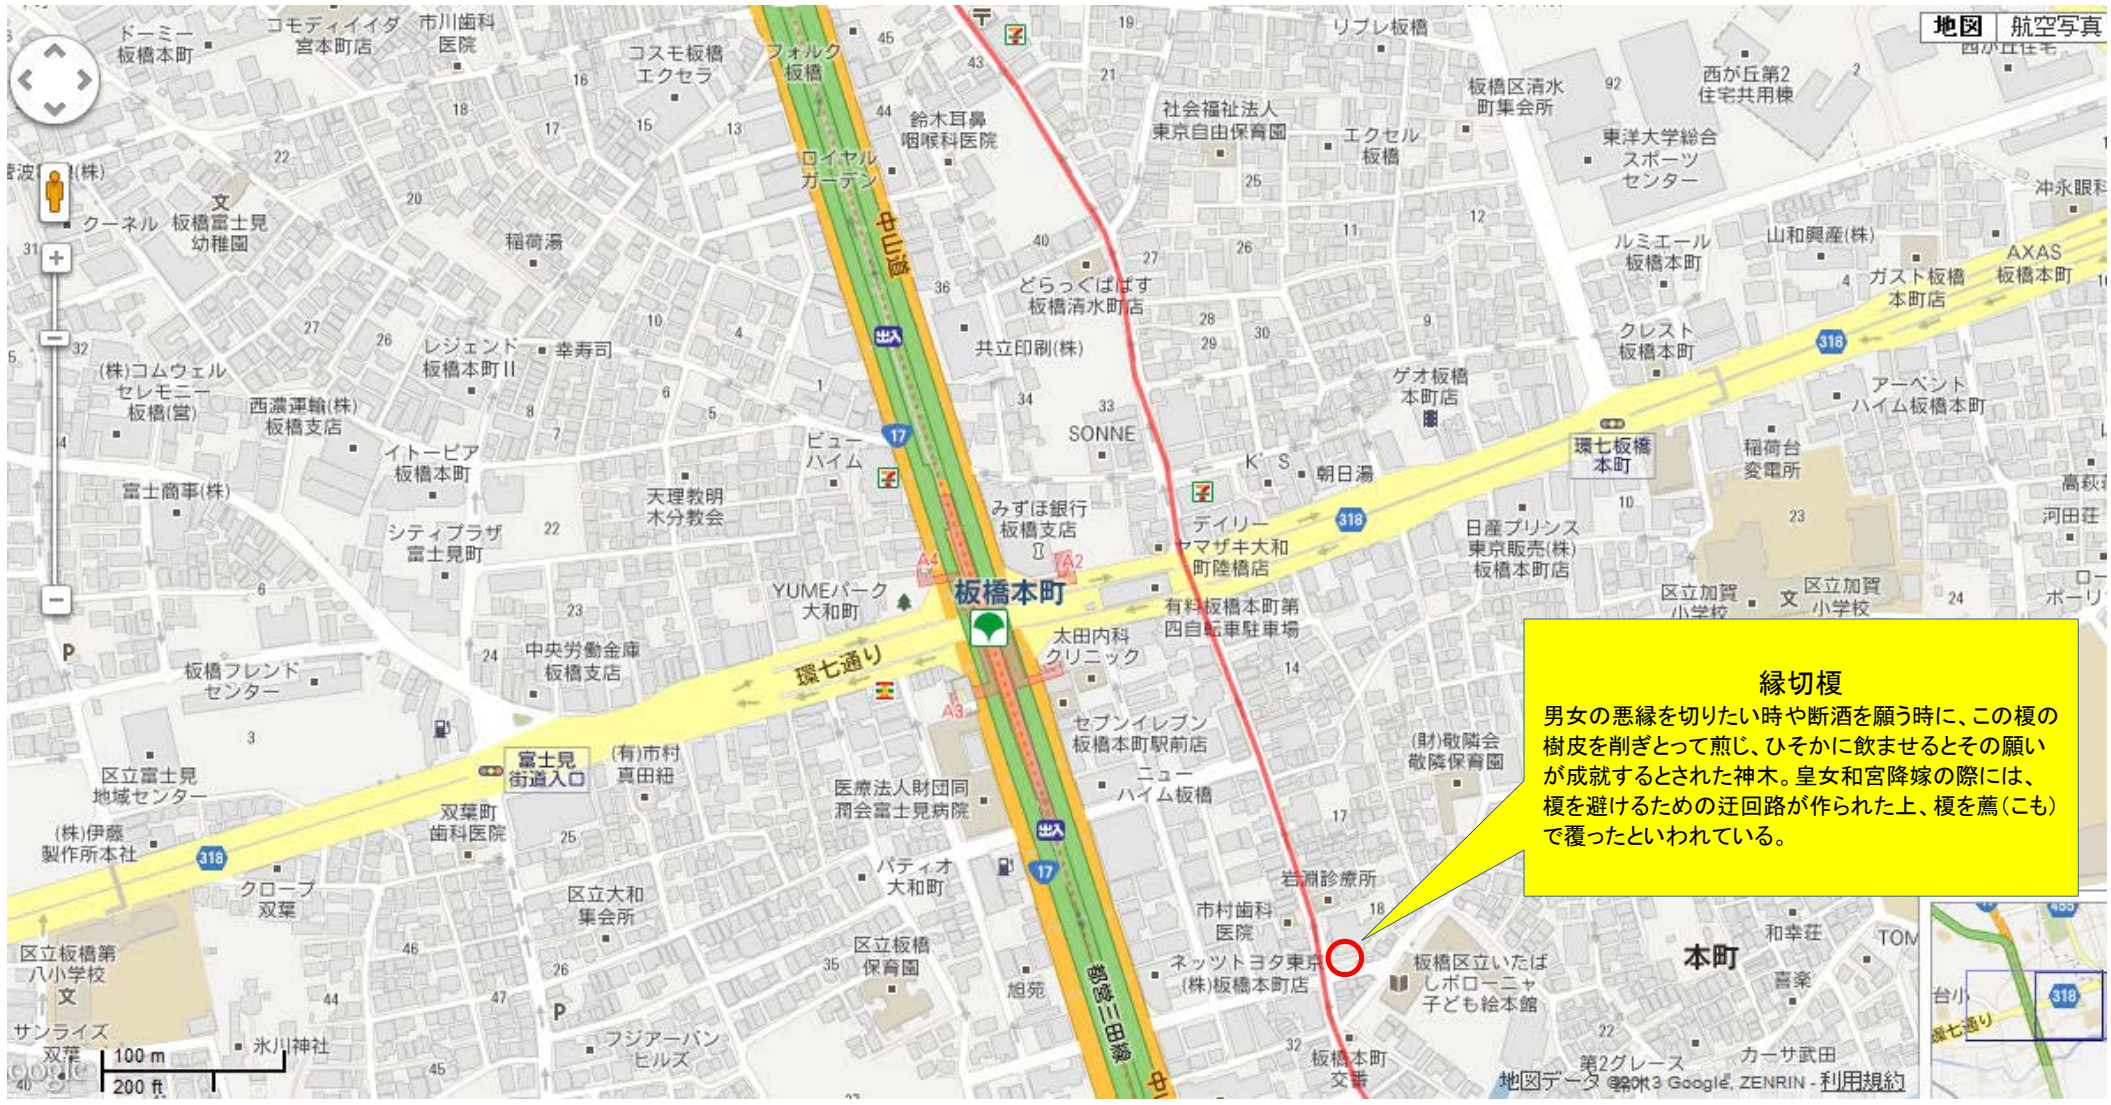 ドーミー
板橋本町
コモディイイダ
宮本町店
市川歯科
医院
コスモ板橋
エクセラ
フォルク
板橋
リブレ板橋
地図
航空写真
西が丘住宅
西が丘第2
住宅共用棟
板橋区清水
町集会所
東洋大学総合
スポーツ
センター
社会福祉法人
東京自由保育園
エクセル
板橋
鈴木耳鼻
咽喉科医院
ロイヤル
ガーデン
中山道
クーネル
板橋富士見
幼稚園
稲荷湯
どらっぐぱぱす
板橋清水町店
ルミエール
板橋本町
山和興産(株)
ガスト板橋
本町店
AXAS
板橋本町
冲永眼科
(株)コムウェル
セレモニー
板橋(営)
西濃運輸(株)
板橋支店
レジェンド
板橋本町II
幸寿司
出入
共立印刷(株)
クレスト
板橋本町
318
ゲオ板橋
本町店
アーベント
ハイム板橋本町
イトーピア
板橋本町
ビュー
ハイム
17
SONNE
K'S
朝日湯
環七板橋
本町
稲荷台
変電所
富士商事(株)
シティプラザ
富士見町
天理教明
木分教会
みずほ銀行
板橋支店
デイリー
ヤマザキ大和
町陸橋店
318
日産プリンス
東京販売(株)
板橋本町店
河田荘
A4
A2
板橋本町
YUMEパーク
大和町
有料板橋本町第
四自転車駐車場
区立加賀
小学校
区立加賀
小学校
板橋フレンド
センター
中央労働金庫
板橋支店
環七通り
太田内科
クリニック
A3
セブンイレブン
板橋本町駅前店
富士見
街道入口
(有)市村
真田紐
区立富士見
地域センター
双葉町
歯科医院
医療法人財団同
潤会富士見病院
ニュー
ハイム板橋
(財)敬隣会
敬隣保育園
縁切榎
男女の悪縁を切りたい時や断酒を願う時に、この榎の
樹皮を削ぎとって煎じ、ひそかに飲ませるとその願い
が成就するとされた神木。皇女和宮降嫁の際には、
榎を避けるための迂回路が作られた上、榎を薦(こも)
で覆ったといわれている。
(株)伊藤
製作所本社
318
クローブ
双葉
区立大和
集会所
パティオ
大和町
出入
17
岩淵診療所
市村歯科
医院
区立板橋第
八小学校
区立板橋
保育園
旭苑
都営三田線
ネッツトヨタ東京
(株)板橋本町店
板橋区立いたば
しボローニャ
子ども絵本館
本町
和幸荘
喜楽
TOM
サンライズ
双葉
氷川神社
フジアーバン
ヒルズ
板橋本町
交番
第2グレース
カーサ武田
318
環七通り
100 m
200 ft
地図データ ©2013 Google, ZENRIN - 利用規約